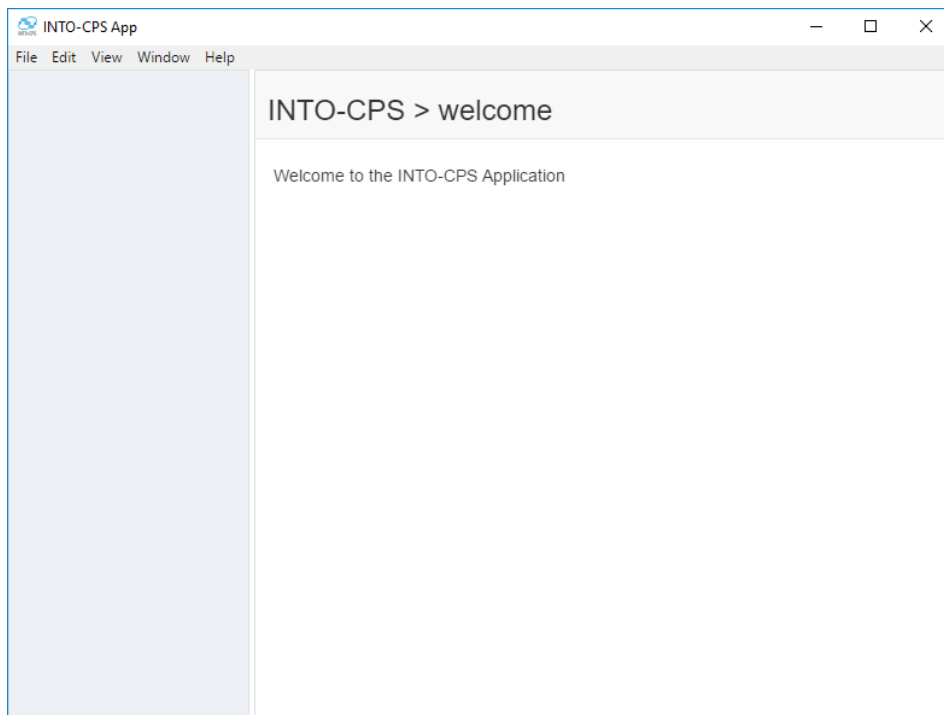 INTO-CPS App
File Edit View Window Help
INTO-CPS > welcome
Welcome to the INTO-CPS Application